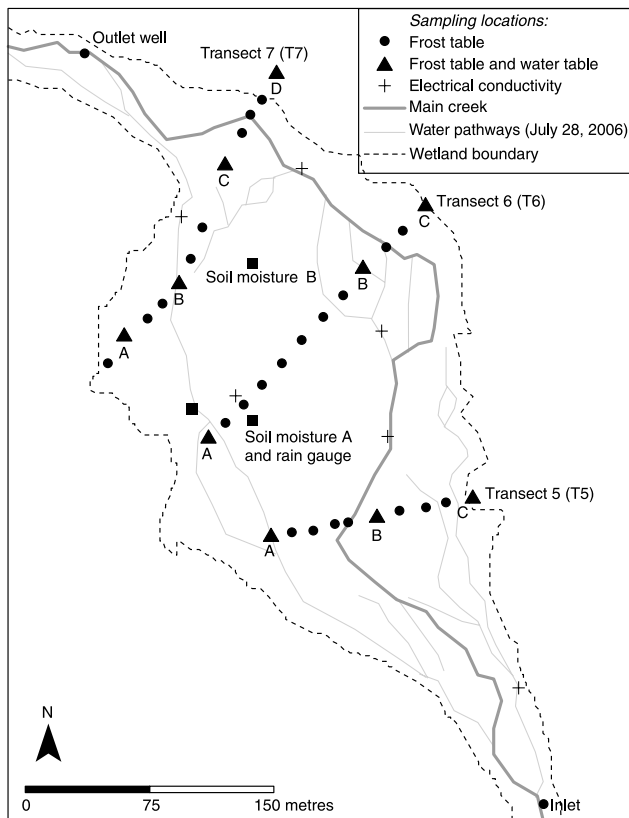 Outlet well
Transect 7 (T7)
D
Sampling locations:
Frost table
Frost table and water table
Electrical conductivity
Main creek
Water pathways (July 28, 2006)
Wetland boundary
C
Transect 6 (T6)
C
Soil moisture B
B
B
A
A
Soil moisture A
and rain gauge
Transect 5 (T5)
C
B
A
N
0 75 150 metres
Inlet